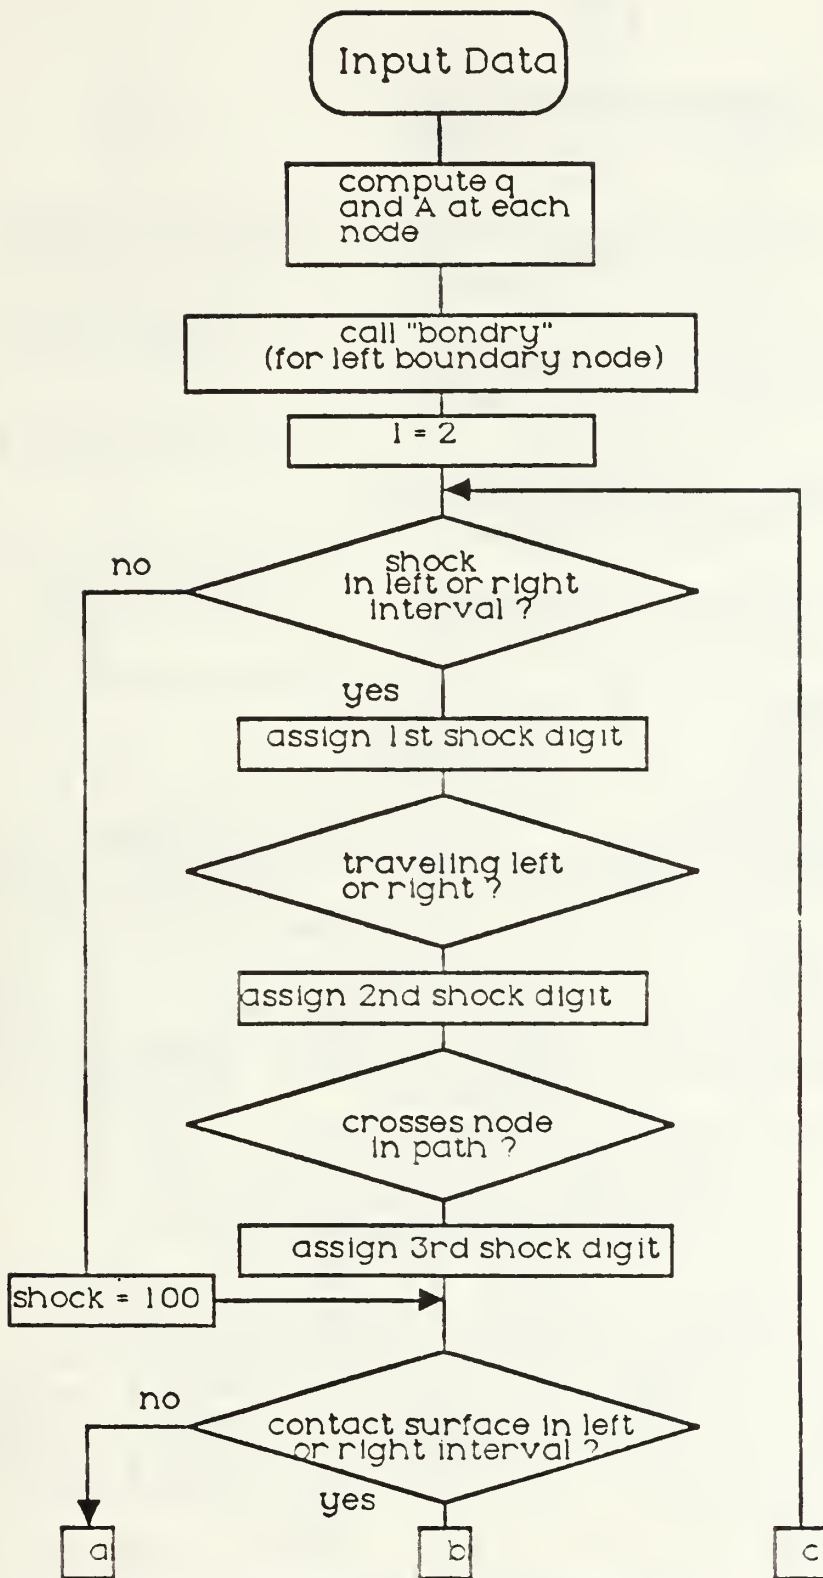 Input Data
compute q
and A at each
node
call "bondry"
(for left boundary node)
I = 2
no
shock
in left or right
interval ?
yes
assign 1st shock digit
traveling left
or right ?
assign 2nd shock digit
crosses node
in path ?
assign 3rd shock digit
shock = 100
no
contact surface in left
or right interval ?
yes
a
b
c